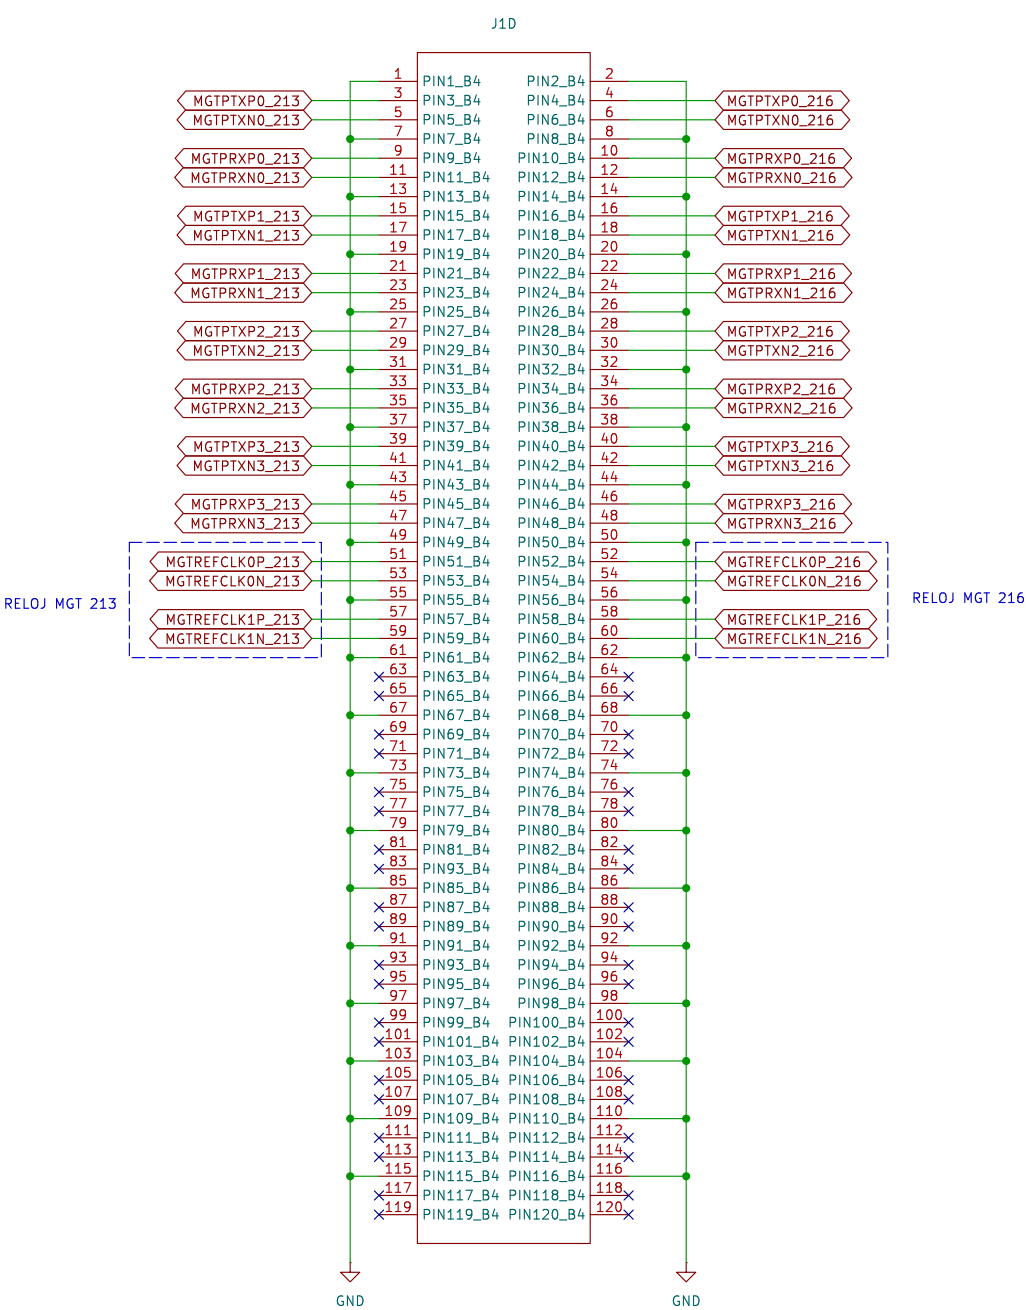 J1D
1 PIN1_B4 PIN2_B4 2
MGTPTXP0_213 3 PIN3_B4 PIN4_B4 4 MGTPTXP0_216
MGTPTXN0_213 5 PIN5_B4 PIN6_B4 6 MGTPTXN0_216
7 PIN7_B4 PIN8_B4 8
MGTPRXP0_213 9 PIN9_B4 PIN10_B4 10 MGTPRXP0_216
MGTPRXN0_213 11 PIN11_B4 PIN12_B4 12 MGTPRXN0_216
13 PIN13_B4 PIN14_B4 14
MGTPTXP1_213 15 PIN15_B4 PIN16_B4 16 MGTPTXP1_216
MGTPTXN1_213 17 PIN17_B4 PIN18_B4 18 MGTPTXN1_216
19 PIN19_B4 PIN20_B4 20
MGTPRXP1_213 21 PIN21_B4 PIN22_B4 22 MGTPRXP1_216
MGTPRXN1_213 23 PIN23_B4 PIN24_B4 24 MGTPRXN1_216
25 PIN25_B4 PIN26_B4 26
MGTPTXP2_213 27 PIN27_B4 PIN28_B4 28 MGTPTXP2_216
MGTPTXN2_213 29 PIN29_B4 PIN30_B4 30 MGTPTXN2_216
31 PIN31_B4 PIN32_B4 32
MGTPRXP2_213 33 PIN33_B4 PIN34_B4 34 MGTPRXP2_216
MGTPRXN2_213 35 PIN35_B4 PIN36_B4 36 MGTPRXN2_216
37 PIN37_B4 PIN38_B4 38
MGTPTXP3_213 39 PIN39_B4 PIN40_B4 40 MGTPTXP3_216
MGTPTXN3_213 41 PIN41_B4 PIN42_B4 42 MGTPTXN3_216
43 PIN43_B4 PIN44_B4 44
MGTPRXP3_213 45 PIN45_B4 PIN46_B4 46 MGTPRXP3_216
MGTPRXN3_213 47 PIN47_B4 PIN48_B4 48 MGTPRXN3_216
49 PIN49_B4 PIN50_B4 50
MGTREFCLK0P_213 51 PIN51_B4 PIN52_B4 52 MGTREFCLK0P_216
MGTREFCLK0N_213 53 PIN53_B4 PIN54_B4 54 MGTREFCLK0N_216
RELOJ MGT 213 55 PIN55_B4 PIN56_B4 56 RELOJ MGT 216
MGTREFCLK1P_213 57 PIN57_B4 PIN58_B4 58 MGTREFCLK1P_216
MGTREFCLK1N_213 59 PIN59_B4 PIN60_B4 60 MGTREFCLK1N_216
61 PIN61_B4 PIN62_B4 62
63 PIN63_B4 PIN64_B4 64
65 PIN65_B4 PIN66_B4 66
67 PIN67_B4 PIN68_B4 68
69 PIN69_B4 PIN70_B4 70
71 PIN71_B4 PIN72_B4 72
73 PIN73_B4 PIN74_B4 74
75 PIN75_B4 PIN76_B4 76
77 PIN77_B4 PIN78_B4 78
79 PIN79_B4 PIN80_B4 80
81 PIN81_B4 PIN82_B4 82
83 PIN93_B4 PIN84_B4 84
85 PIN85_B4 PIN86_B4 86
87 PIN87_B4 PIN88_B4 88
89 PIN89_B4 PIN90_B4 90
91 PIN91_B4 PIN92_B4 92
93 PIN93_B4 PIN94_B4 94
95 PIN95_B4 PIN96_B4 96
97 PIN97_B4 PIN98_B4 98
99 PIN99_B4 PIN100_B4 100
101 PIN101_B4 PIN102_B4 102
103 PIN103_B4 PIN104_B4 104
105 PIN105_B4 PIN106_B4 106
107 PIN107_B4 PIN108_B4 108
109 PIN109_B4 PIN110_B4 110
111 PIN111_B4 PIN112_B4 112
113 PIN113_B4 PIN114_B4 114
115 PIN115_B4 PIN116_B4 116
117 PIN117_B4 PIN118_B4 118
119 PIN119_B4 PIN120_B4 120
GND GND